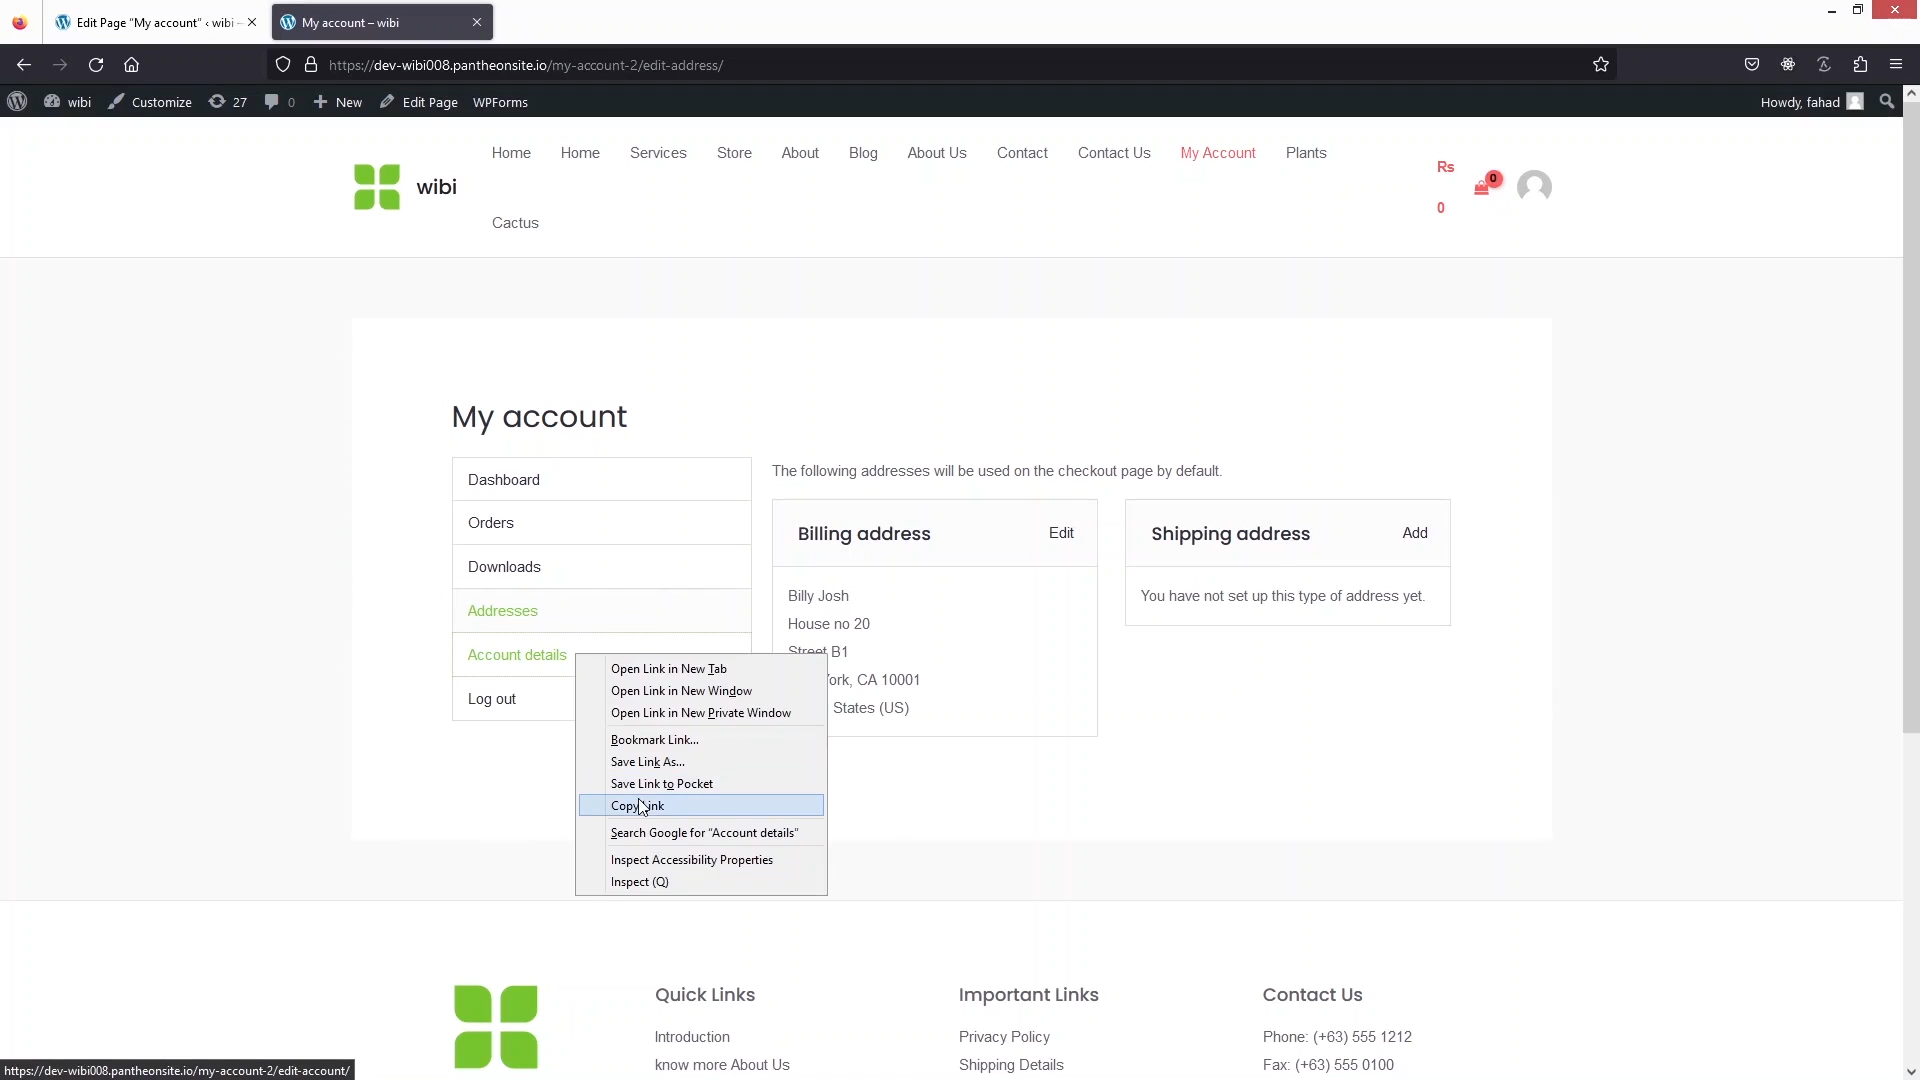 Edit Page “My account” ‹ wibi –
My account – wibi
https://dev-wibi008.pantheonsite.io/my-account-2/edit-address/
wibi
Customize
27
0
New
Edit Page
WPForms
Howdy, fahad
Home
Home
Services
Store
About
Blog
About Us
Contact
Contact Us
My Account
Plants
Cactus
wibi
Rs
0
0
My account
Dashboard
Orders
Downloads
Addresses
Account details
Log out
The following addresses will be used on the checkout page by default.
Billing address
Edit
Billy Josh
House no 20
Street B1
ork, CA 10001
States (US)
Shipping address
Add
You have not set up this type of address yet.
Open Link in New Tab
Open Link in New Window
Open Link in New Private Window
Bookmark Link...
Save Link As...
Save Link to Pocket
Copy Link
Search Google for “Account details”
Inspect Accessibility Properties
Inspect (Q)
Quick Links
Introduction
know more About Us
Important Links
Privacy Policy
Shipping Details
Contact Us
Phone: (+63) 555 1212
Fax: (+63) 555 0100
https://dev-wibi008.pantheonsite.io/my-account-2/edit-account/